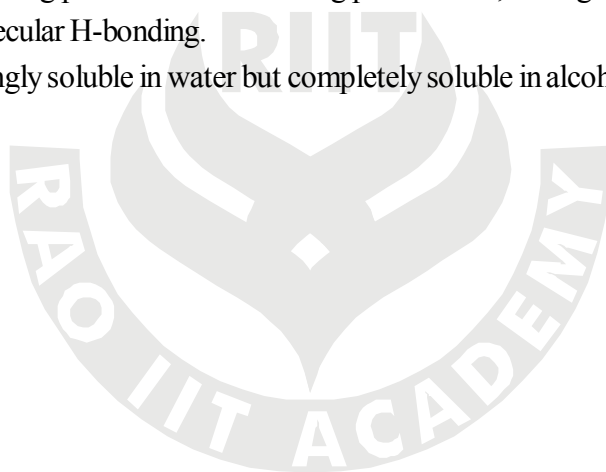 ecular H-bonding.
ngly soluble in water but completely soluble in alcoh
RIIT
RAO IIT ACADEMY